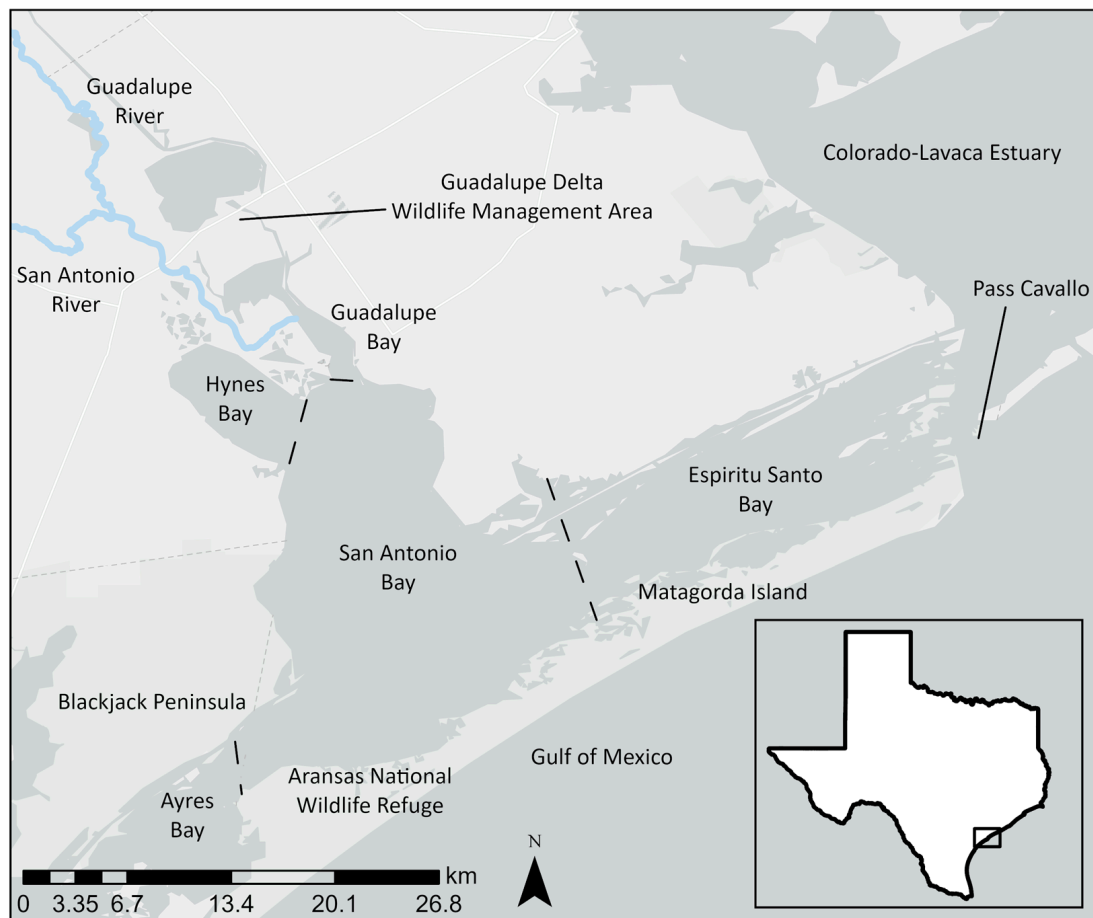 Guadalupe
River
Colorado-Lavaca Estuary
Guadalupe Delta
Wildlife Management Area
San Antonio
River
Pass Cavallo
Guadalupe
Bay
Hynes
Bay
Espiritu Santo
Bay
San Antonio
Bay
Matagorda Island
Blackjack Peninsula
Gulf of Mexico
Aransas National
Wildlife Refuge
Ayres
Bay
N
km
0 3.35 6.7 13.4 20.1 26.8